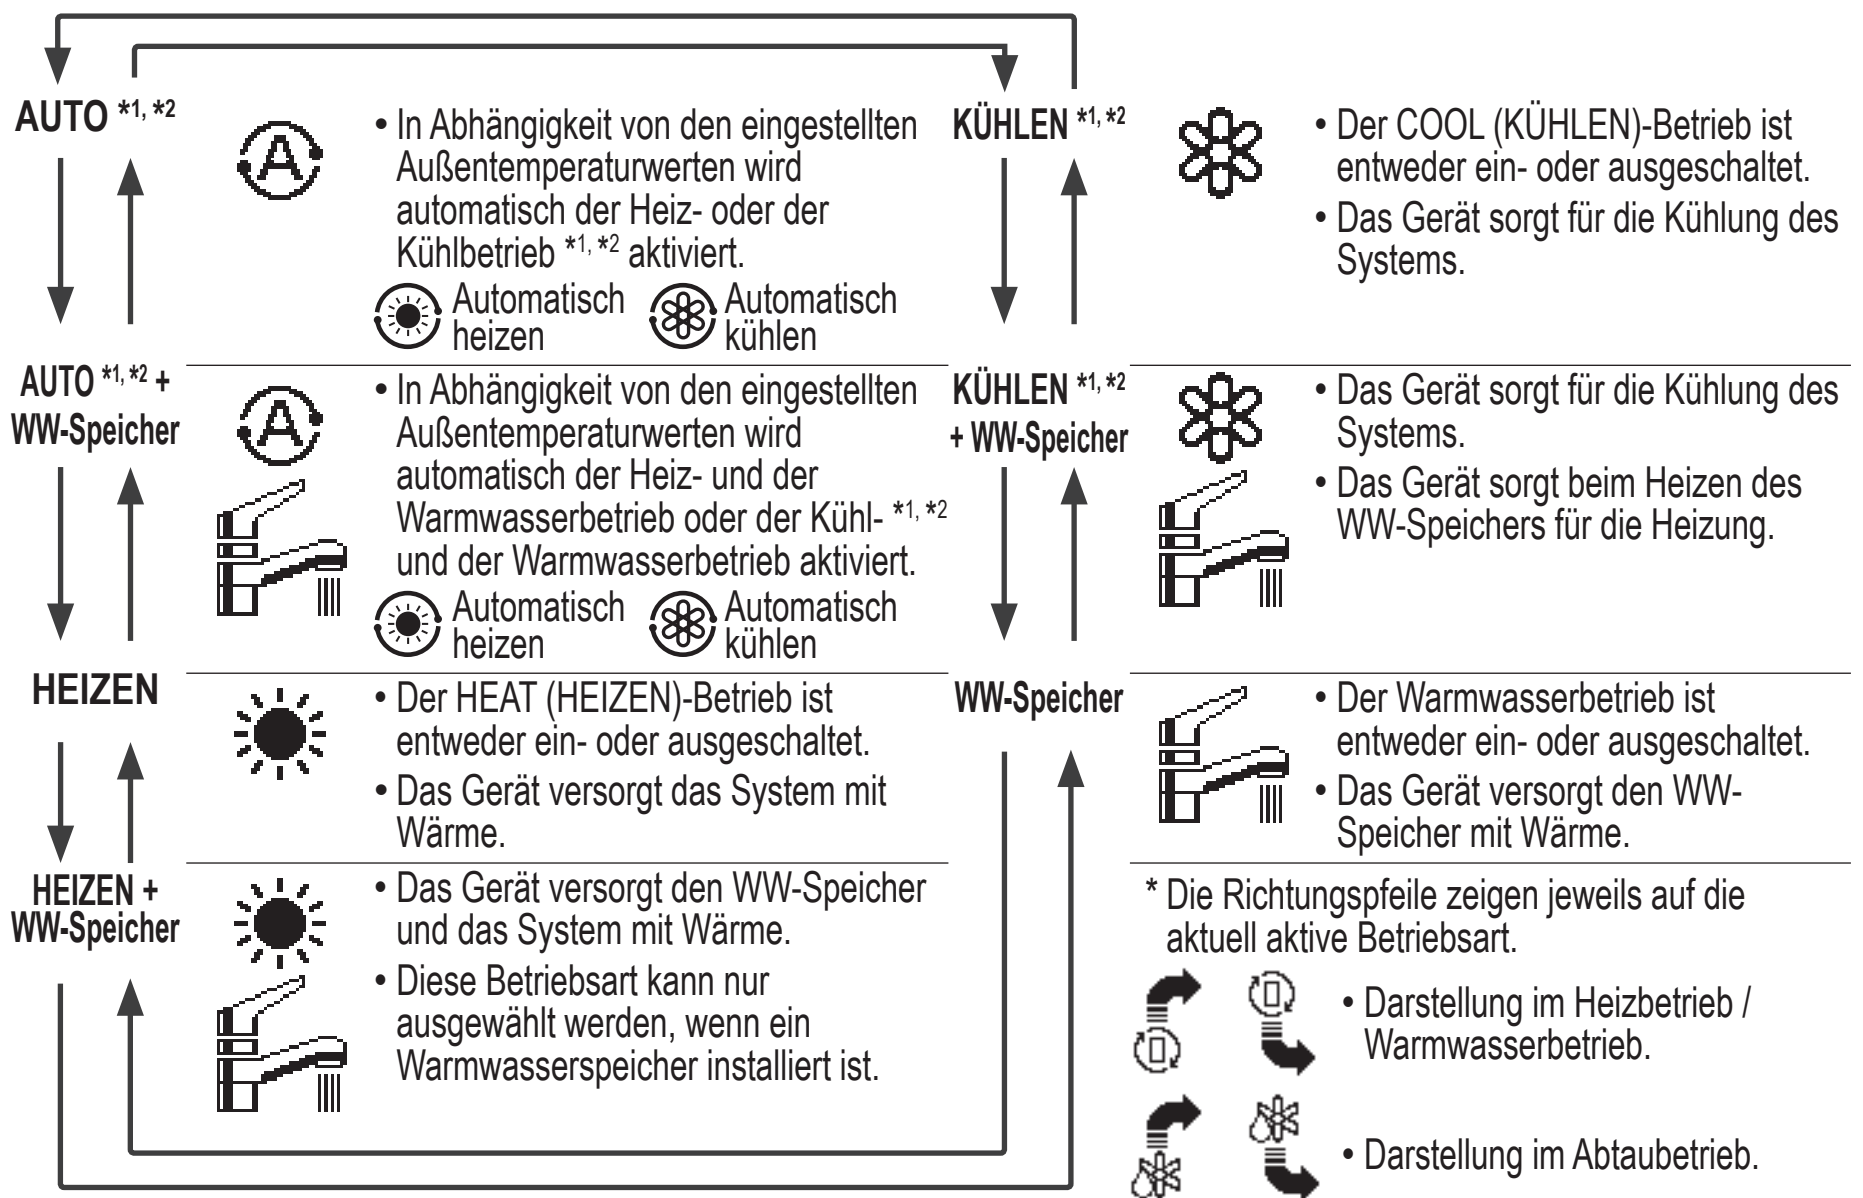 AUTO *1, *2
• In Abhängigkeit von den eingestellten
Außentemperaturwerten wird
automatisch der Heiz- oder der
Kühlbetrieb *1, *2 aktiviert.
Automatisch
heizen
Automatisch
kühlen
AUTO *1, *2 +
WW-Speicher
• In Abhängigkeit von den eingestellten
Außentemperaturwerten wird
automatisch der Heiz- und der
Warmwasserbetrieb oder der Kühl- *1, *2
und der Warmwasserbetrieb aktiviert.
Automatisch
heizen
Automatisch
kühlen
HEIZEN
• Der HEAT (HEIZEN)-Betrieb ist
entweder ein- oder ausgeschaltet.
• Das Gerät versorgt das System mit
Wärme.
HEIZEN +
WW-Speicher
• Das Gerät versorgt den WW-Speicher
und das System mit Wärme.
• Diese Betriebsart kann nur
ausgewählt werden, wenn ein
Warmwasserspeicher installiert ist.
KÜHLEN *1, *2
• Der COOL (KÜHLEN)-Betrieb ist
entweder ein- oder ausgeschaltet.
• Das Gerät sorgt für die Kühlung des
Systems.
KÜHLEN *1, *2
+ WW-Speicher
• Das Gerät sorgt für die Kühlung des
Systems.
• Das Gerät sorgt beim Heizen des
WW-Speichers für die Heizung.
WW-Speicher
• Der Warmwasserbetrieb ist
entweder ein- oder ausgeschaltet.
• Das Gerät versorgt den WW-
Speicher mit Wärme.
* Die Richtungspfeile zeigen jeweils auf die
aktuell aktive Betriebsart.
• Darstellung im Heizbetrieb /
Warmwasserbetrieb.
• Darstellung im Abtaubetrieb.